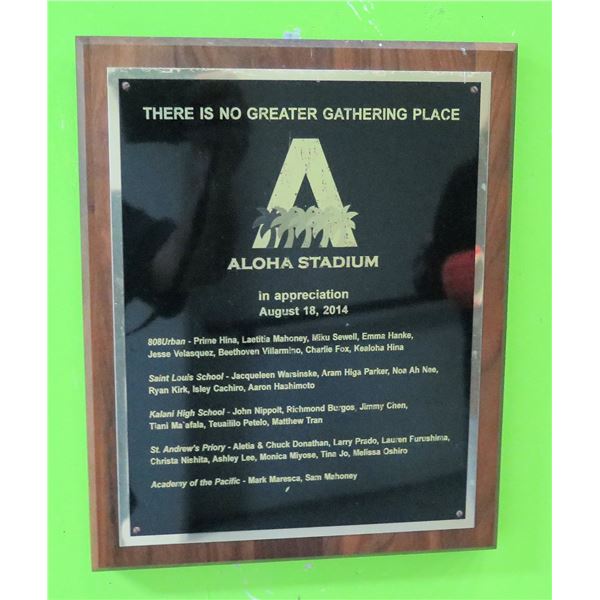 THERE IS NO GREATER GATHERING PLACE
A
ALOHA STADIUM
in appreciation
August 18, 2014
808Urban - Prime Hina, Laetitia Mahoney, Miku Sewell, Emma Hanke,
Jesse Velasquez, Beethoven Villarmino, Charlie Fox, Kealoha Hina
Saint Louis School - Jacqueleen Warsinske, Aram Higa Parker, Noa Ah Nee,
Ryan Kirk, Isley Cachiro, Aaron Hashimoto
Kalani High School - John Nippolt, Richmond Burgos, Jimmy Chen,
Tiani Ma`afala, Teuaililo Petelo, Matthew Tran
St. Andrew's Priory - Aletia & Chuck Donathan, Larry Prado, Lauren Furushima,
Christa Nishita, Ashley Lee, Monica Miyose, Tina Jo, Melissa Oshiro
Academy of the Pacific - Mark Maresca, Sam Mahoney